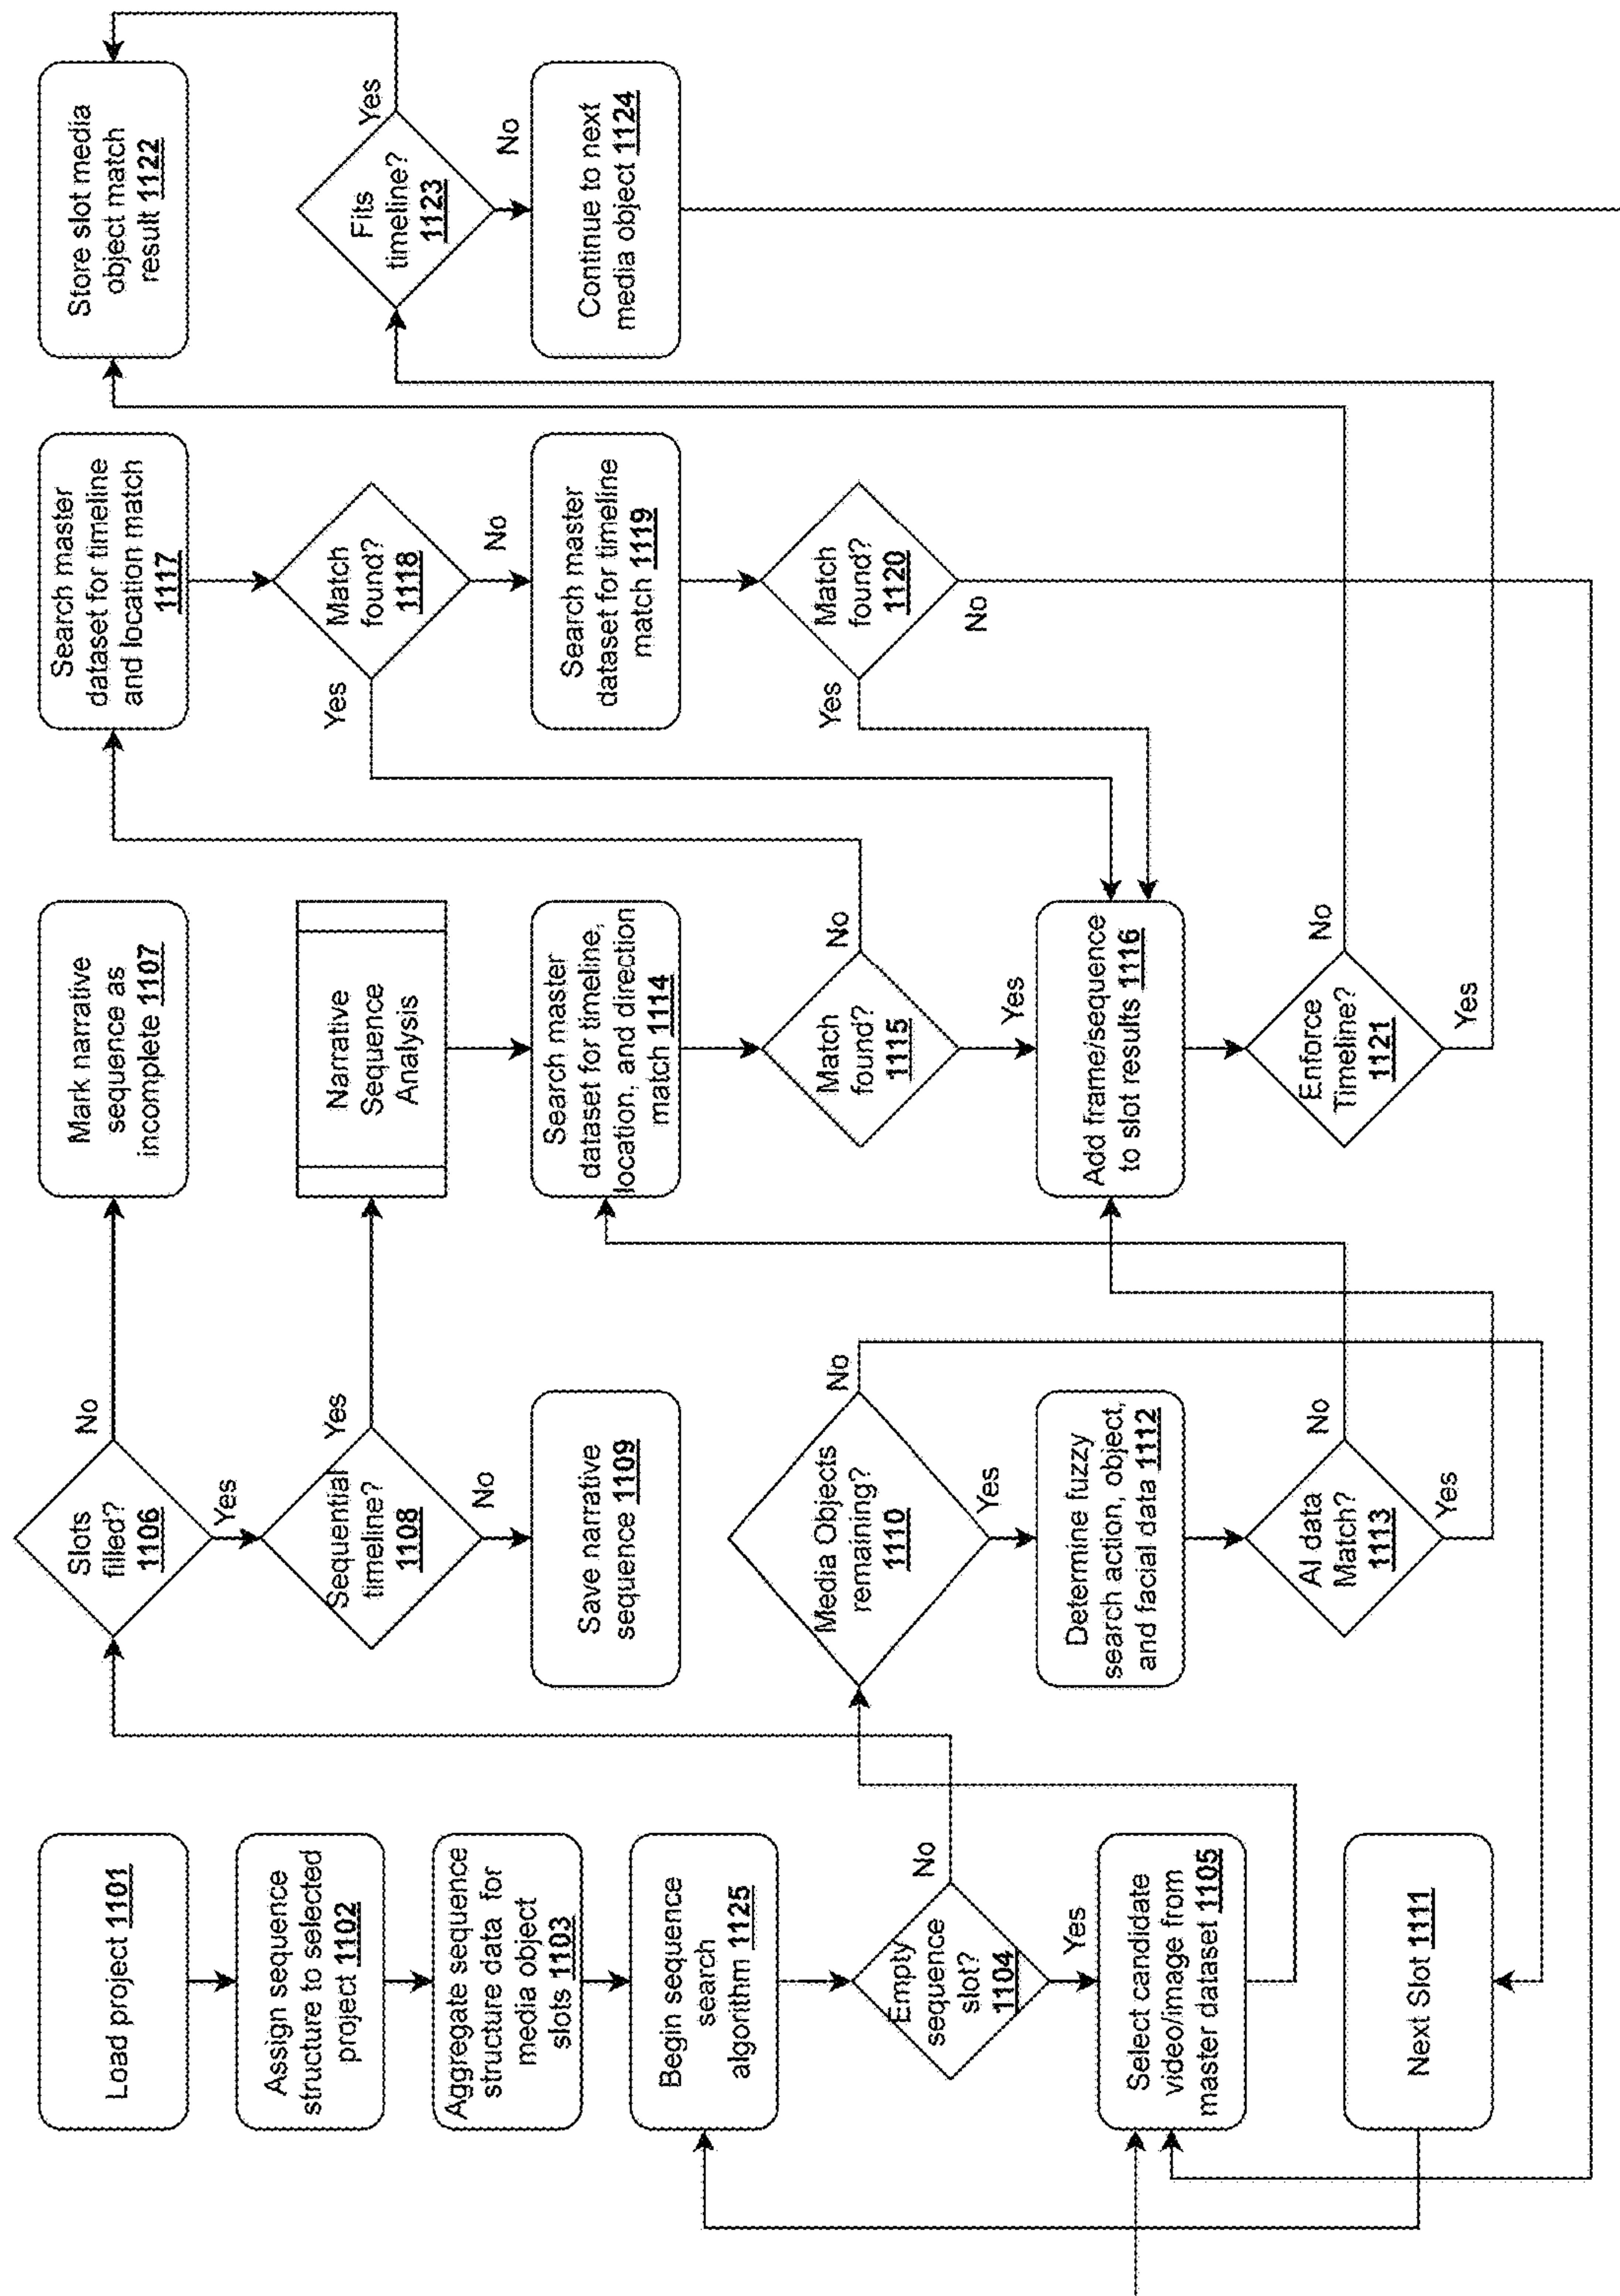 Load project 1101
Assign sequence
structure to selected
project 1102
Aggregate sequence
structure data for
media object
slots 1103
Begin sequence
search
algorithm 1125
Empty
sequence
slot?
1104
No
Yes
Select candidate
video/image from
master dataset 1105
Next Slot 1111
Slots
filled?
1106
No
Yes
Sequential
timeline?
1108
Yes
No
Save narrative
sequence 1109
Media Objects
remaining?
1110
No
Yes
Determine fuzzy
search action, object,
and facial data 1112
AI data
Match?
1113
No
Yes
Mark narrative
sequence as
incomplete 1107
Narrative
Sequence
Analysis
Search master
dataset for timeline,
location, and direction
match 1114
Match
found?
1115
No
Yes
Add frame/sequence
to slot results 1116
Enforce
Timeline?
1121
No
Yes
Search master
dataset for timeline
and location match
1117
Match
found?
1118
Yes
No
Search master
dataset for timeline
match 1119
Match
found?
1120
Yes
No
Store slot media
object match
result 1122
Fits
timeline?
1123
Yes
No
Continue to next
media object 1124